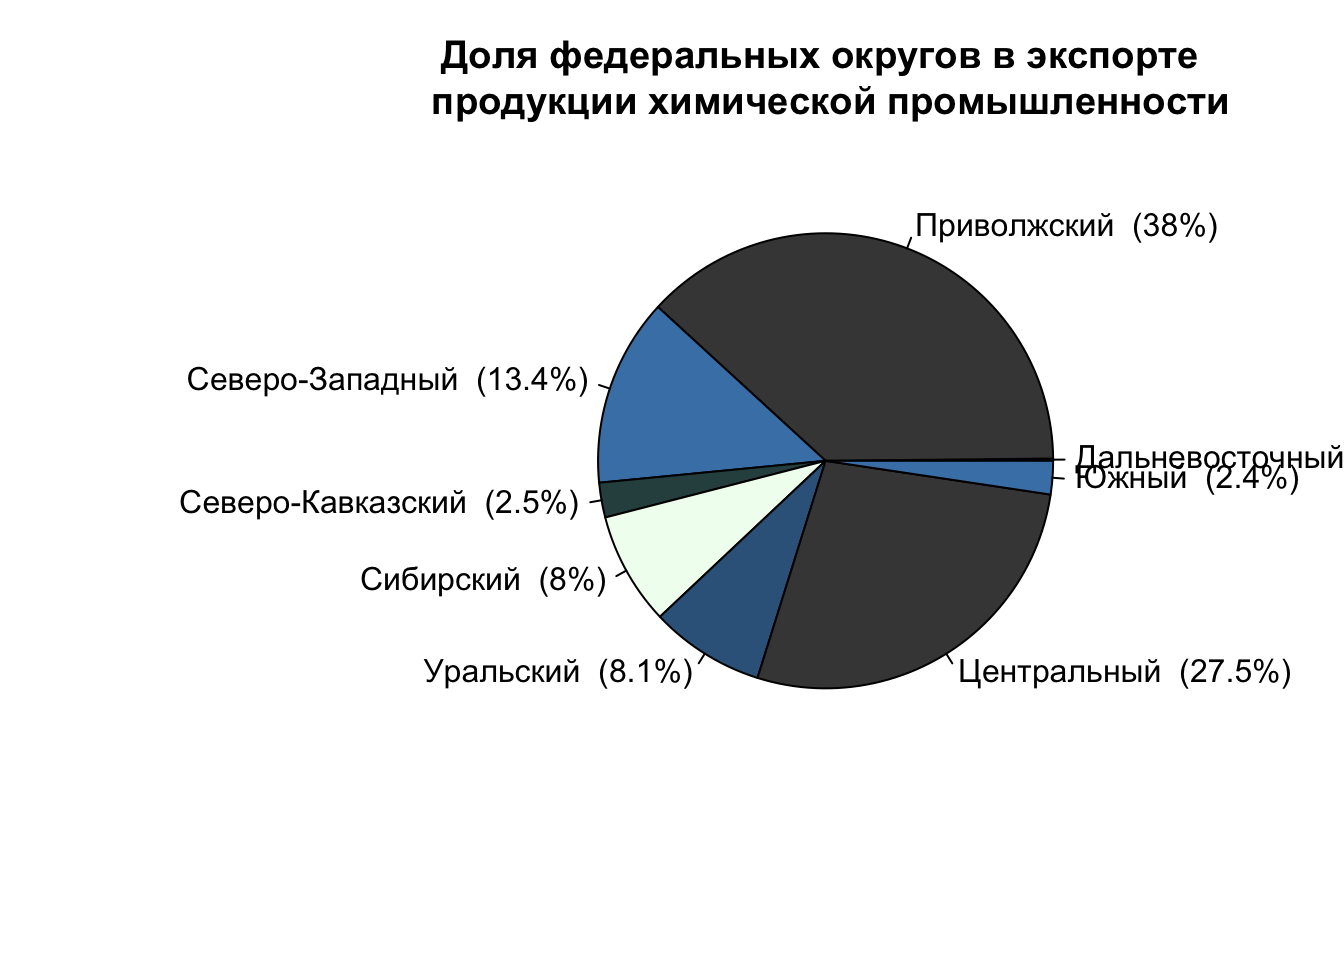 Доля федеральных округов в экспорте
продукции химической промышленности
Приволжский (38%)
Северо-Западный (13.4%)
Дальневосточный
Южный (2.4%)
Северо-Кавказский (2.5%)
Сибирский (8%)
Уральский (8.1%)
Центральный (27.5%)